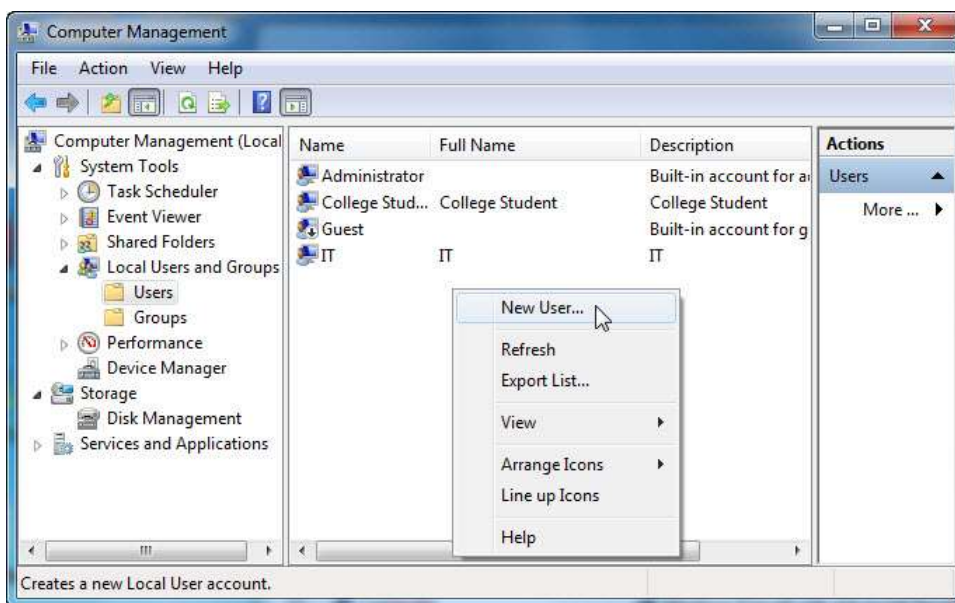 Computer Management
File Action View Help
Computer Management (Local
System Tools
Task Scheduler
Event Viewer
Shared Folders
Local Users and Groups
Users
Groups
Performance
Device Manager
Storage
Disk Management
Services and Applications
Name Full Name Description
Administrator Built-in account for a
College Stud... College Student College Student
Guest Built-in account for g
IT IT IT
New User...
Refresh
Export List...
View
Arrange Icons
Line up Icons
Help
Actions
Users
More ...
Creates a new Local User account.